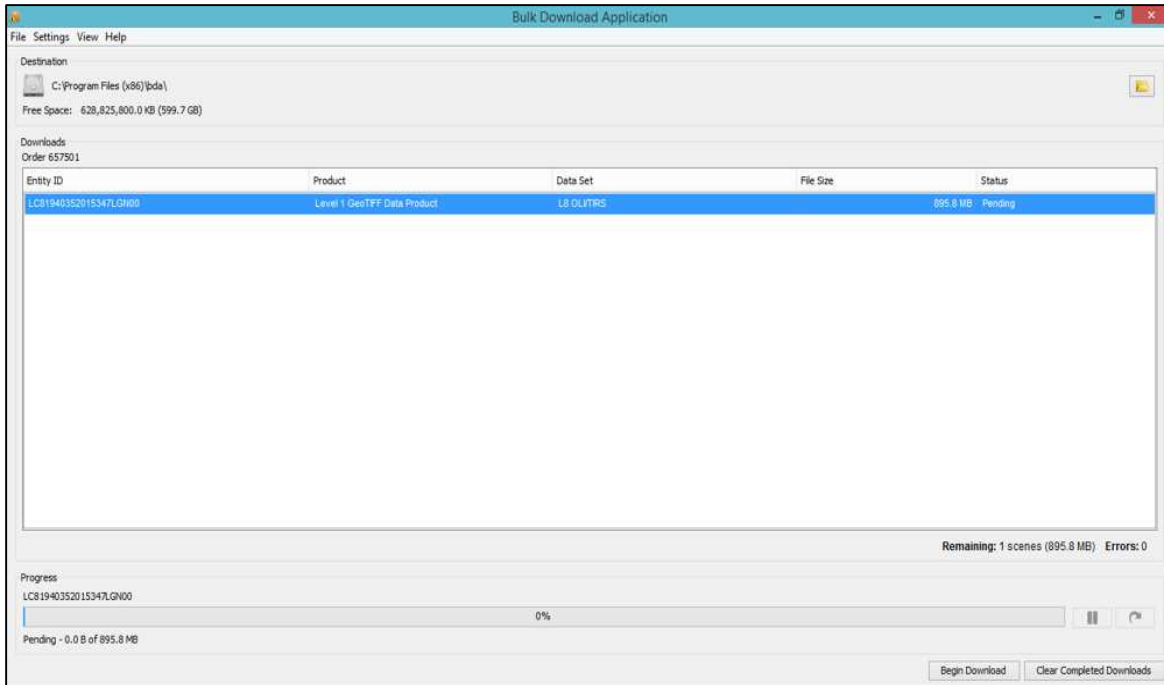 Bulk Download Application
File Settings View Help
Destination
C:\Program Files (x86)\bda\
Free Space: 628,825,800.0 KB (599.7 GB)
Downloads
Order 657501
Entity ID Product Data Set File Size Status
LC81940352015347LGN00 Level 1 GeoTIFF Data Product L8 OLI/TIRS 895.8 MB Pending
Remaining: 1 scenes (895.8 MB) Errors: 0
Progress
LC81940352015347LGN00
0%
Pending - 0.0 B of 895.8 MB
Begin Download Clear Completed Downloads